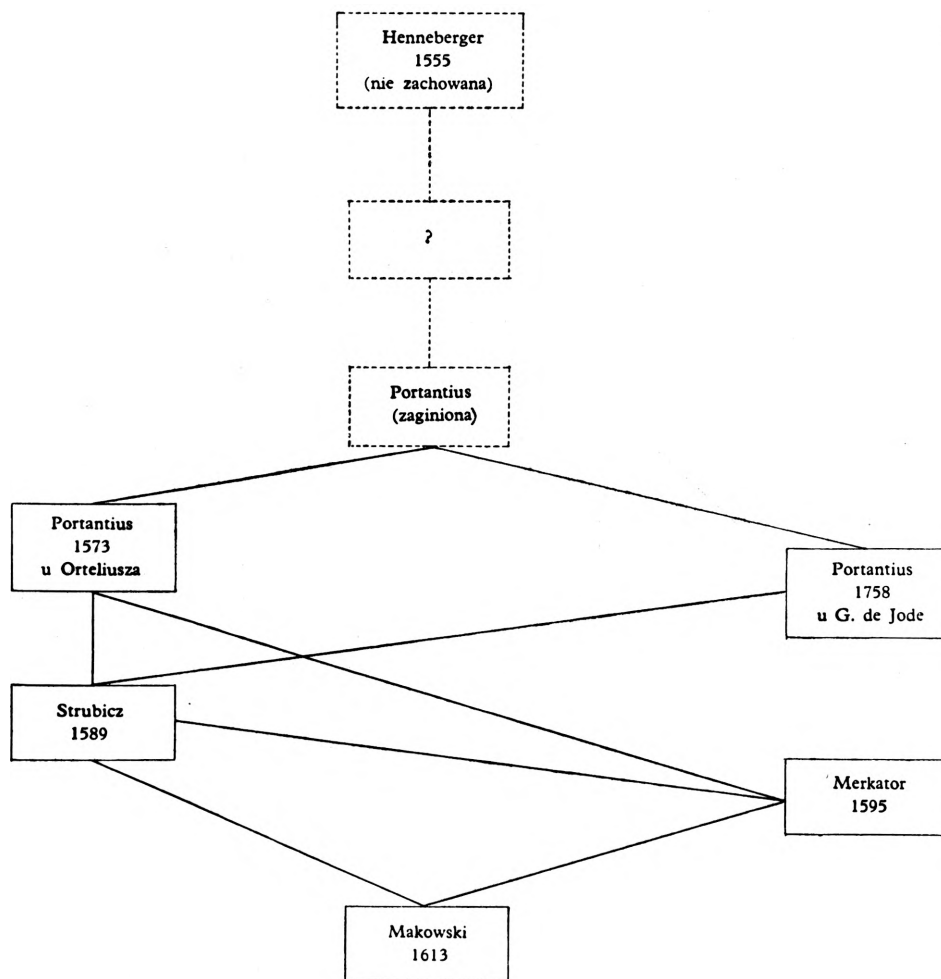 Henneberger
1555
(nie zachowana)
?
Portantius
(zaginiona)
Portantius
1573
u Orteliusza
Portantius
1758
u G. de Jode
Strubicz
1589
Merkator
1595
Makowski
1613